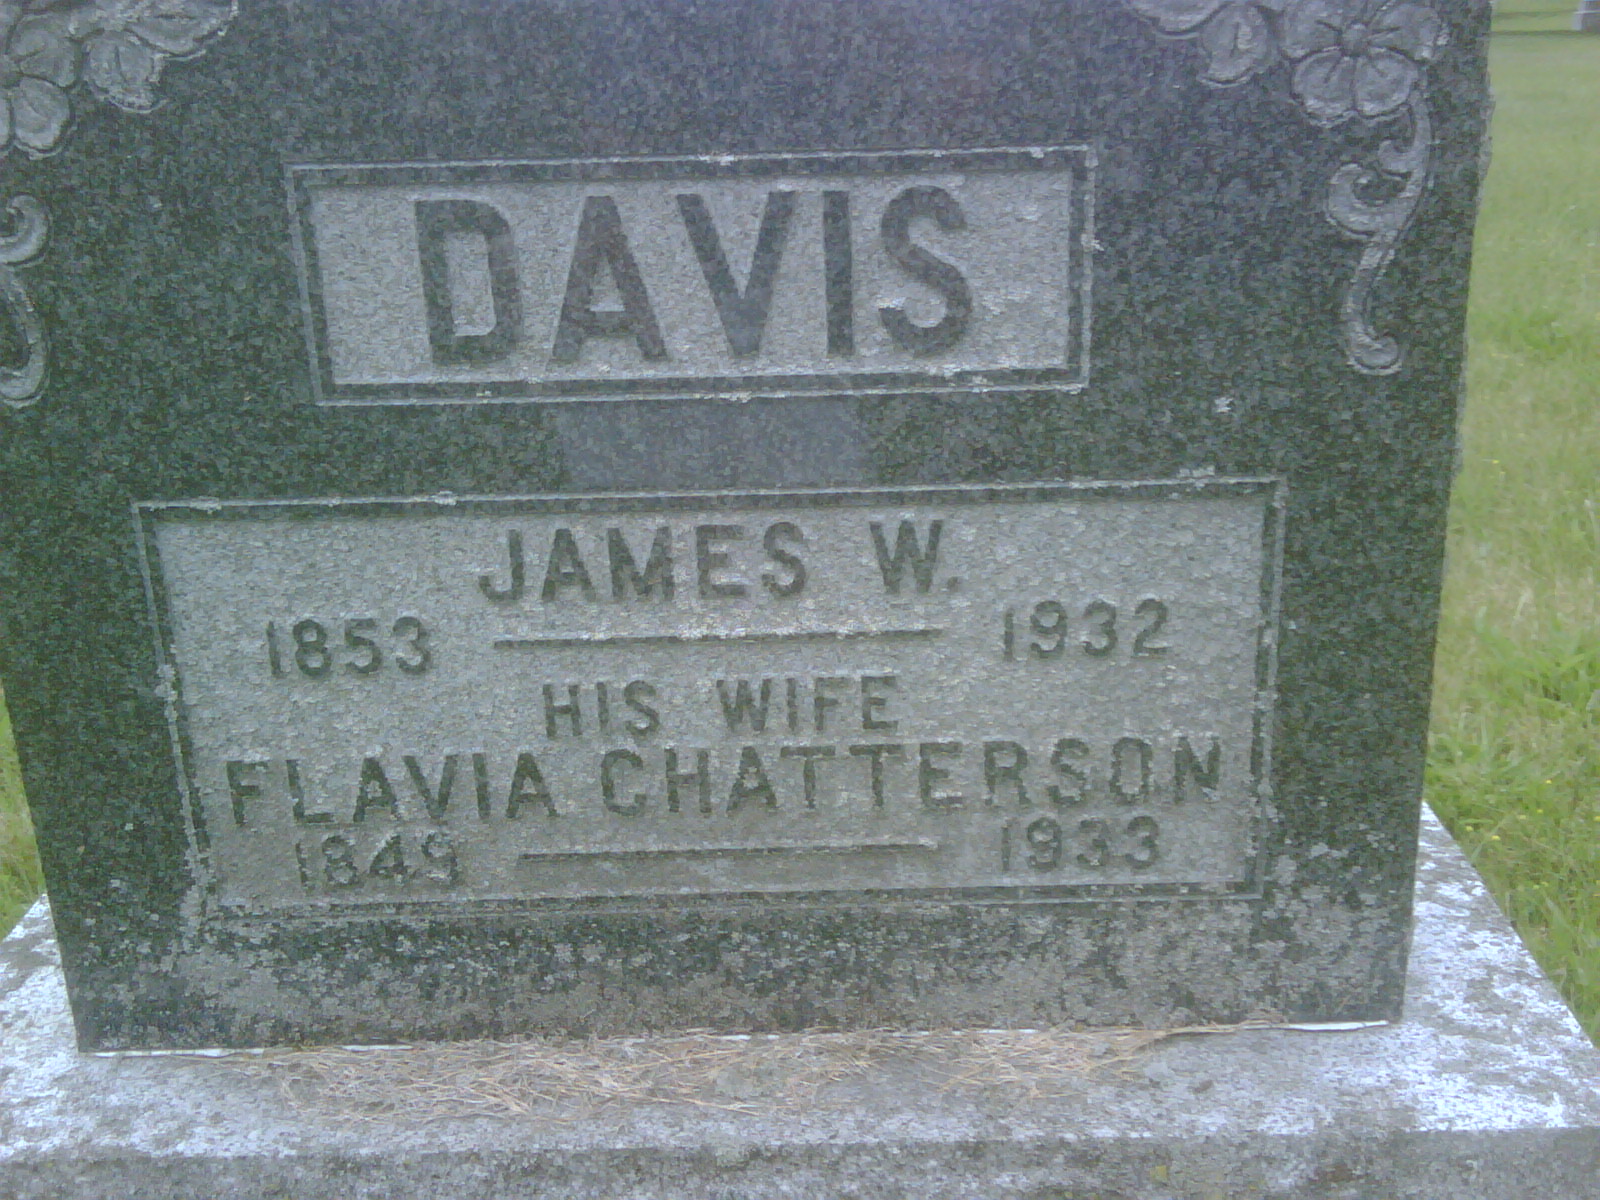 DAVIS
JAMES W.
1853 1932
HIS WIFE
FLAVIA CHATTERSON
1849 1933